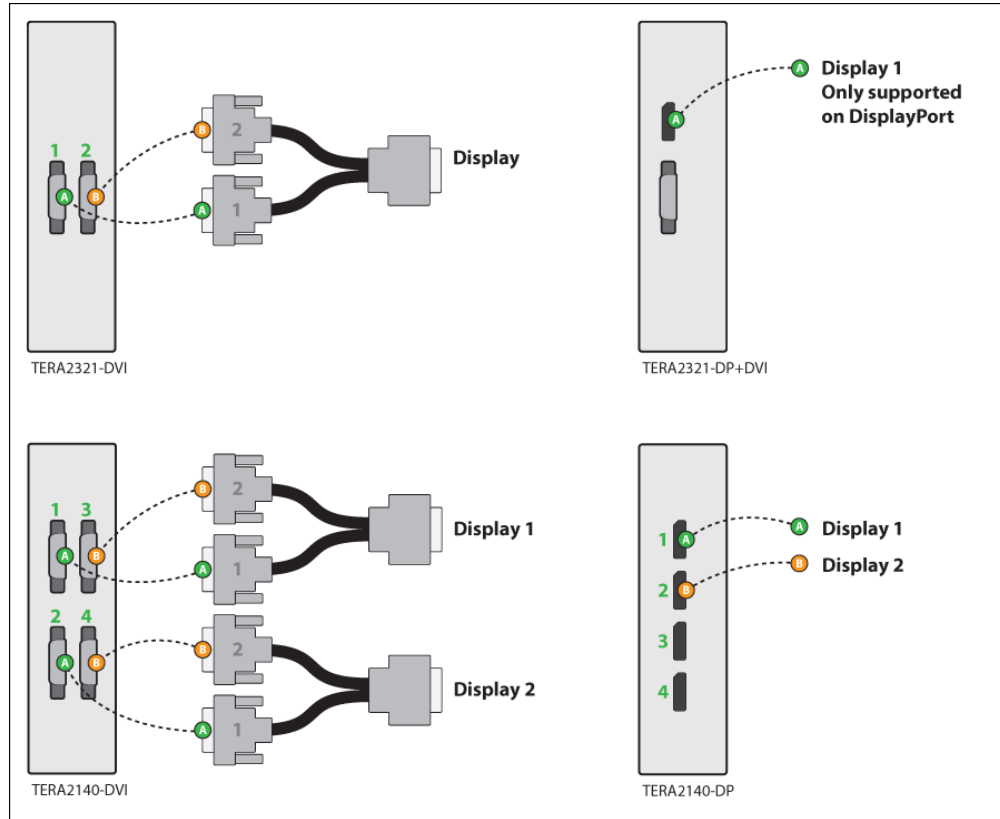 1 2
A B
B 2
A 1
Display
TERA2321-DVI
A Display 1
Only supported
on DisplayPort
A
TERA2321-DP+DVI
1 3
A B
2 4
A B
B 2
A 1
Display 1
B 2
A 1
Display 2
TERA2140-DVI
1 A
2 B
3
4
A Display 1
B Display 2
TERA2140-DP